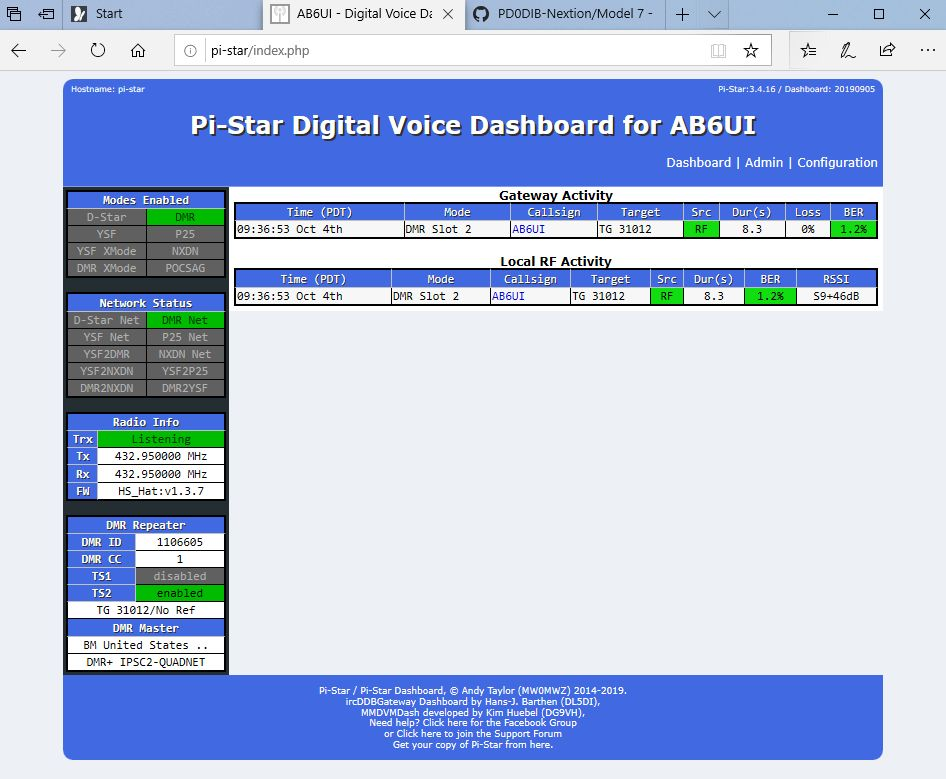 Start
AB6UI - Digital Voice Da
PD0DIB-Nextion/Model 7 -
pi-star/index.php
Hostname: pi-star
Pi-Star:3.4.16 / Dashboard: 20190905
Pi-Star Digital Voice Dashboard for AB6UI
Dashboard | Admin | Configuration
Modes Enabled
D-Star DMR
YSF P25
YSF XMode NXDN
DMR XMode POCSAG
Network Status
D-Star Net DMR Net
YSF Net P25 Net
YSF2DMR NXDN Net
YSF2NXDN YSF2P25
DMR2NXDN DMR2YSF
Radio Info
Trx Listening
Tx 432.950000 MHz
Rx 432.950000 MHz
FW HS_Hat:v1.3.7
DMR Repeater
DMR ID 1106605
DMR CC 1
TS1 disabled
TS2 enabled
TG 31012/No Ref
DMR Master
BM United States ..
DMR+ IPSC2-QUADNET
Gateway Activity
Time (PDT) Mode Callsign Target Src Dur(s) Loss BER
09:36:53 Oct 4th DMR Slot 2 AB6UI TG 31012 RF 8.3 0% 1.2%
Local RF Activity
Time (PDT) Mode Callsign Target Src Dur(s) BER RSSI
09:36:53 Oct 4th DMR Slot 2 AB6UI TG 31012 RF 8.3 1.2% S9+46dB
Pi-Star / Pi-Star Dashboard, © Andy Taylor (MW0MWZ) 2014-2019.
ircDDBGateway Dashboard by Hans-J. Barthen (DL5DI),
MMDVMDash developed by Kim Huebel (DG9VH),
Need help? Click here for the Facebook Group
or Click here to join the Support Forum
Get your copy of Pi-Star from here.